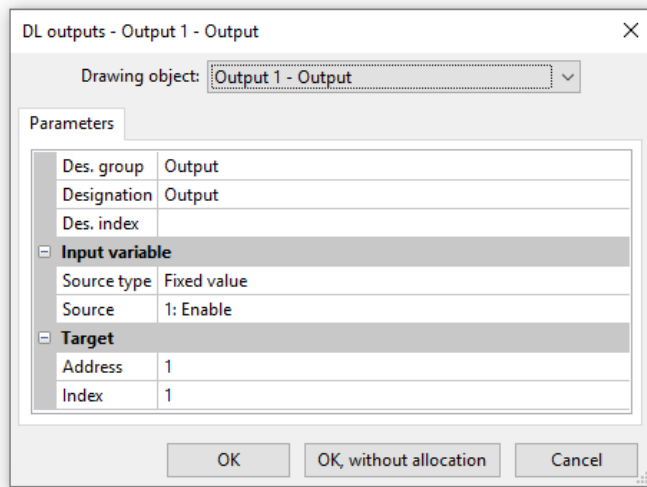 DL outputs - Output 1 - Output
Drawing object: Output 1 - Output
Parameters
Des. group Output
Designation Output
Des. index
Input variable
Source type Fixed value
Source 1: Enable
Target
Address 1
Index 1
OK OK, without allocation Cancel